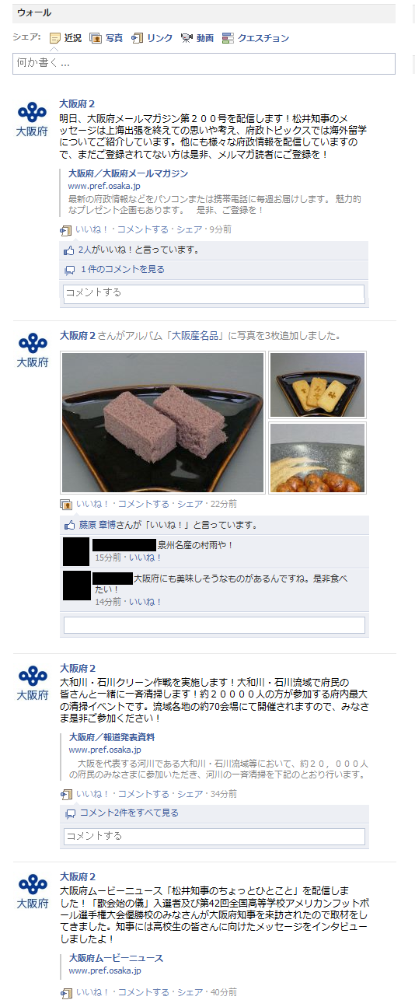 ウォール
シェア: 近況 写真 リンク 動画 クエスチョン
何か書く...
大阪府
大阪府２
明日、大阪府メールマガジン第２００号を配信します！松井知事のメ
ッセージは上海出張を終えての思いや考え、府政トピックスでは海外留学
についてご紹介しています。他にも様々な府政情報を配信していますの
で、まだご登録されてない方は是非、メルマガ読者にご登録を！
大阪府／大阪府メールマガジン
www.pref.osaka.jp
最新の府政情報などをパソコンまたは携帯電話に毎週お届けします。 魅力的
なプレゼント企画もあります。　是非、ご登録を！
いいね！・コメントする・シェア・9分前
2人がいいね！と言っています。
１件のコメントを見る
コメントする
大阪府
大阪府２さんがアルバム「大阪産名品」に写真を3枚追加しました。
いいね！・コメントする・シェア・22分前
藤原 章博さんが「いいね！」と言っています。
泉州名産の村雨や！
15分前・いいね！
大阪府にも美味しそうなものがあるんですね。是非食べ
たい！
14分前・いいね！
大阪府
大阪府２
大和川・石川クリーン作戦を実施します！大和川・石川流域で府民の
皆さんと一緒に一斉清掃します！約２００００人の方が参加する府内最大
の清掃イベントです。流域各地の約70会場にて開催されますので、みなさ
ま是非ご参加ください！
大阪府／報道発表資料
www.pref.osaka.jp
大阪を代表する河川である大和川・石川流域等において、約２０，０００人
の府民のみなさまに参加いただき、河川の一斉清掃を下記のとおり行います。
いいね！・コメントする・シェア・34分前
コメント2件をすべて見る
コメントする
大阪府
大阪府２
大阪府ムービーニュース「松井知事のちょっとひとこと」を配信しま
した！「歌会始の儀」入選者及び第42回全国高等学校アメリカンフットボ
ール選手権大会優勝校のみなさんが大阪府知事を来訪されたので取材をし
てきました。知事には高校生の皆さんに向けたメッセージをインタビュー
しましたよ！
大阪府ムービーニュース
www.pref.osaka.jp
いいね！・コメントする・シェア・40分前